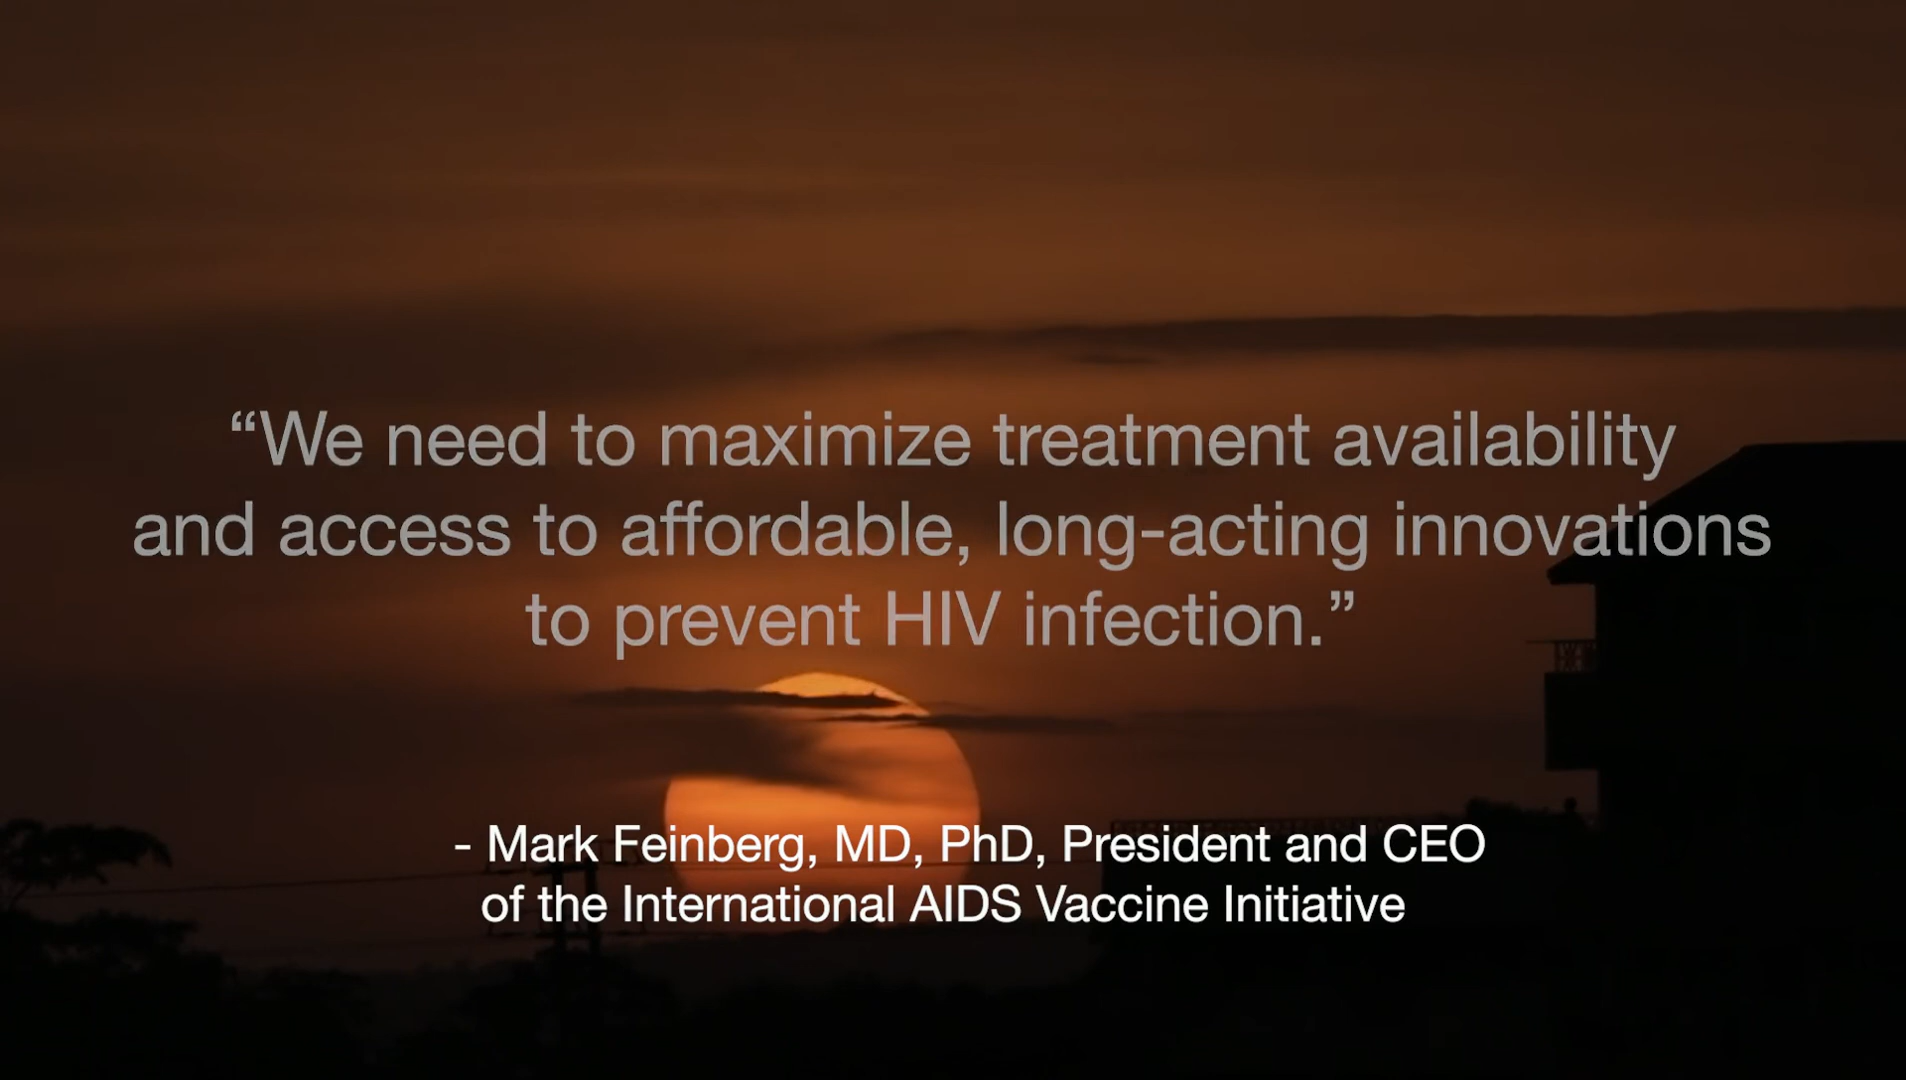 “We need to maximize treatment availability
and access to affordable, long-acting innovations
to prevent HIV infection.”
- Mark Feinberg, MD, PhD, President and CEO
of the International AIDS Vaccine Initiative